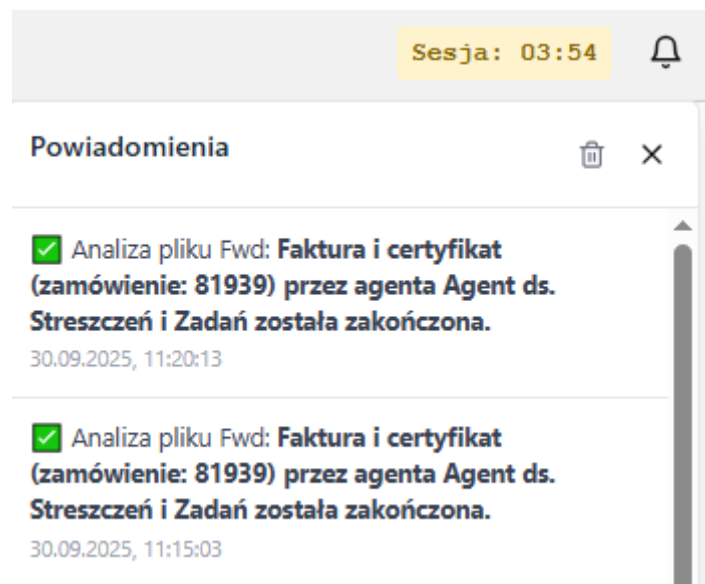 Sesja: 03:54
Powiadomienia
✅ Analiza pliku Fwd: Faktura i certyfikat
(zamówienie: 81939) przez agenta Agent ds.
Streszczeń i Zadań została zakończona.
30.09.2025, 11:20:13
✅ Analiza pliku Fwd: Faktura i certyfikat
(zamówienie: 81939) przez agenta Agent ds.
Streszczeń i Zadań została zakończona.
30.09.2025, 11:15:03